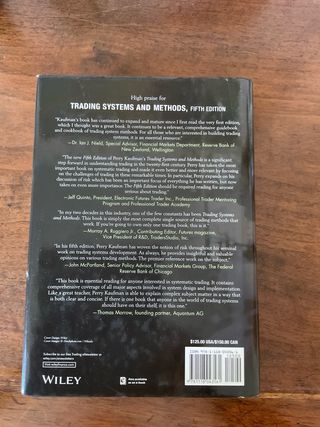 High praise for
TRADING SYSTEMS AND METHODS, FIFTH EDITION
"Kaufman's book has continued to expand and mature since I first read the very first edition,
which I thought was a great book. It continues to be a relevant, comprehensive guidebook
and cookbook of trading system methods. For all those who are interested in building trading
systems, it is an essential resource."
—Dr. Ian J. Nield, Special Advisor, Financial Markets Department, Reserve Bank of
New Zealand, Wellington
"The new Fifth Edition of Perry Kaufman's Trading Systems and Methods is a significant
step forward in understanding trading in the twenty-first century. Perry has taken the most
important book on systematic trading and made it even better and more relevant by focusing
on the challenges of trading in these remarkable times. In particular, Perry expands on his
discussion of risk which has been an important focus of everything he has written, but now
takes on even more importance. The Fifth Edition should be required reading for anyone
serious about trading."
—Jeff Quinto, President, Electronic Futures Trader Inc., Professional Trader Mentoring
Program and Professional Trader Academy
"In my two decades in this industry, one of the few constants has been Trading Systems
and Methods. This book is simply the most complete single source of trading methods that
work. If you're going to own only one trading book, this is it."
—Murray A. Ruggiero Jr., Contributing Editor, Futures magazine,
Vice President of R&D, TradersStudio, Inc.
"In his fifth edition, Perry Kaufman has woven the notion of risk throughout his seminal
work on trading systems development. As always, he provides insightful and valuable
opinions on various trading methods. The premier reference work on the subject."
—John McPartland, Senior Policy Advisor, Financial Markets Group, The Federal
Reserve Bank of Chicago
"This book is essential reading for anyone interested in systematic trading. It contains
comprehensive coverage of all major aspects involved in system design and evaluation.
Like a great teacher, Perry Kaufman is able to explain complex subject matter in a way that
is both clear and concise. If there is one book that anyone in the world of trading systems
should have on their shelf, it is this one."
—Thomas Morrow, founding partner, Aquantum AG
$125.00 USA/$150.00 CAN
Cover Design: Wiley
WILEY
Also available
as an e-book